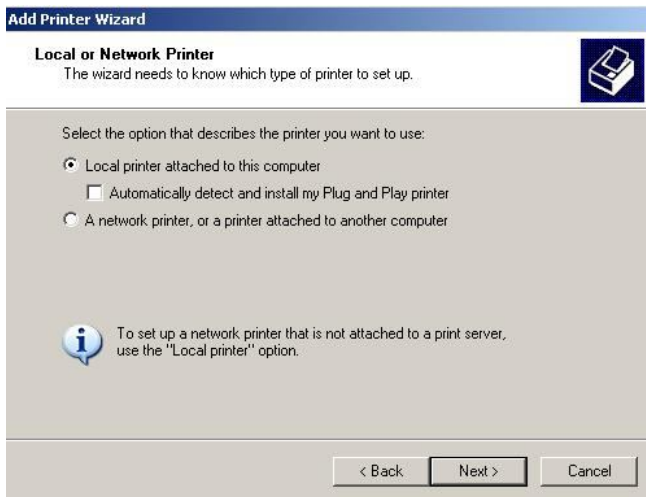 Add Printer Wizard
Local or Network Printer
The wizard needs to know which type of printer to set up.
Select the option that describes the printer you want to use:
Local printer attached to this computer
Automatically detect and install my Plug and Play printer
A network printer, or a printer attached to another computer
To set up a network printer that is not attached to a print server,
use the "Local printer" option.
< Back Next > Cancel